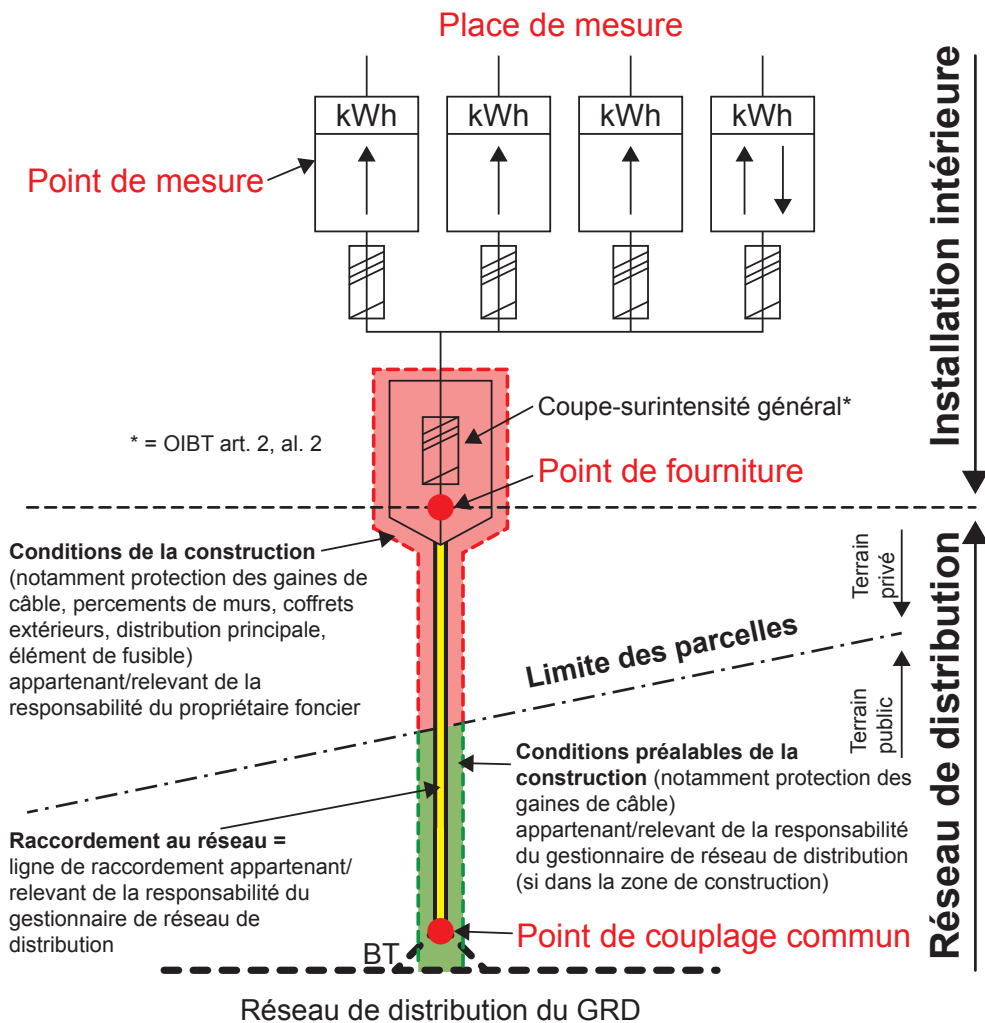 Place de mesure
kWh
kWh
kWh
kWh
Point de mesure
Installation intérieure
Coupe-surintensité général*
* = OIBT art. 2, al. 2
Point de fourniture
Conditions de la construction
(notamment protection des gaines de
câble, percements de murs, coffrets
extérieurs, distribution principale,
élément de fusible)
appartenant/relevant de la
responsabilité du propriétaire foncier
Terrain
privé
Limite des parcelles
Terrain
public
Réseau de distribution
Conditions préalables de la
construction (notamment protection des
gaines de câble)
appartenant/relevant de la responsabilité
du gestionnaire de réseau de distribution
(si dans la zone de construction)
Raccordement au réseau =
ligne de raccordement appartenant/
relevant de la responsabilité du
gestionnaire de réseau de
distribution
Point de couplage commun
BT
Réseau de distribution du GRD